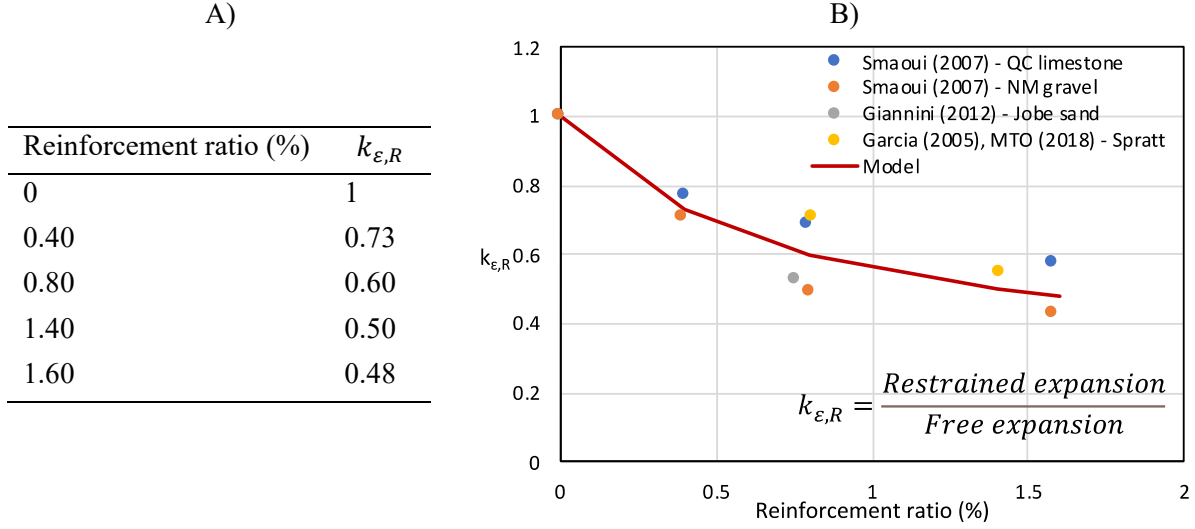 A)
Reinforcement ratio (%) kε,R
0 1
0.40 0.73
0.80 0.60
1.40 0.50
1.60 0.48
B)
1.2
1
0.8
0.6
0.4
0.2
0
kε,R
Smaoui (2007) - QC limestone
Smaoui (2007) - NM gravel
Giannini (2012) - Jobe sand
Garcia (2005), MTO (2018) - Spratt
Model
kε,R = Restrained expansion
Free expansion
0 0.5 1 1.5 2
Reinforcement ratio (%)